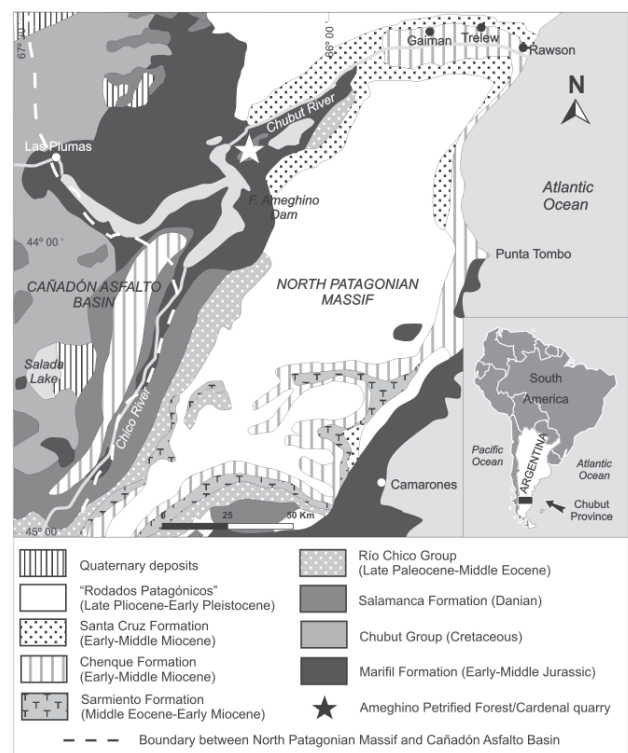 67° 00'
66° 00'
Gaiman
Trelew
Rawson
Chubut River
N
Las Plumas
F. Ameghino
Dam
Atlantic
Ocean
44° 00'
Punta Tombo
CAÑADÓN ASFALTO
BASIN
NORTH PATAGONIAN
MASSIF
Salada
Lake
Chico River
South
America
Pacific
Ocean
ARGENTINA
Atlantic
Ocean
Chubut
Province
Camarones
45° 00'
0
25
50 Km
Quaternary deposits
"Rodados Patagónicos"
(Late Pliocene-Early Pleistocene)
Santa Cruz Formation
(Early-Middle Miocene)
Chenque Formation
(Early-Middle Miocene)
Sarmiento Formation
(Middle Eocene-Early Miocene)
Río Chico Group
(Late Paleocene-Middle Eocene)
Salamanca Formation (Danian)
Chubut Group (Cretaceous)
Marifil Formation (Early-Middle Jurassic)
Ameghino Petrified Forest/Cardenal quarry
Boundary between North Patagonian Massif and Cañadón Asfalto Basin